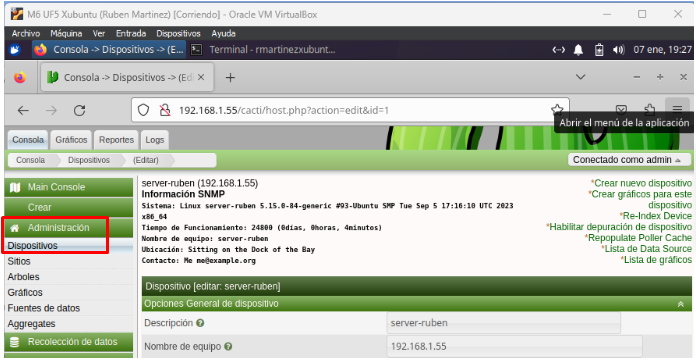 M6 UF5 Xubuntu (Ruben Martinez) [Corriendo] - Oracle VM VirtualBox
Archivo Máquina Ver Entrada Dispositivos Ayuda
Consola -> Dispositivos -> (E... Terminal - rmartinezxubunt... 07 ene, 19:27
Consola -> Dispositivos -> (Ed
192.168.1.55/cacti/host.php?action=edit&id=1
Abrir el menú de la aplicación
Consola Gráficos Reportes Logs
Consola Dispositivos (Editar) Conectado como admin
Main Console
Crear
Administración
Dispositivos
Sitios
Arboles
Gráficos
Fuentes de datos
Aggregates
Recolección de datos
server-ruben (192.168.1.55)
Información SNMP
Sistema: Linux server-ruben 5.15.0-84-generic #93-Ubuntu SMP Tue Sep 5 17:16:10 UTC 2023
x86_64
Tiempo de Funcionamiento: 24800 (0días, 0horas, 4minutos)
Nombre de equipo: server-ruben
Ubicación: Sitting on the Dock of the Bay
Contacto: Me me@example.org
*Crear nuevo dispositivo
*Crear gráficos para este
dispositivo
*Re-Index Device
*Habilitar depuración de dispositivo
*Repopulate Poller Cache
*Lista de Data Source
*Lista de gráficos
Dispositivo [editar: server-ruben]
Opciones General de dispositivo
Descripción server-ruben
Nombre de equipo 192.168.1.55